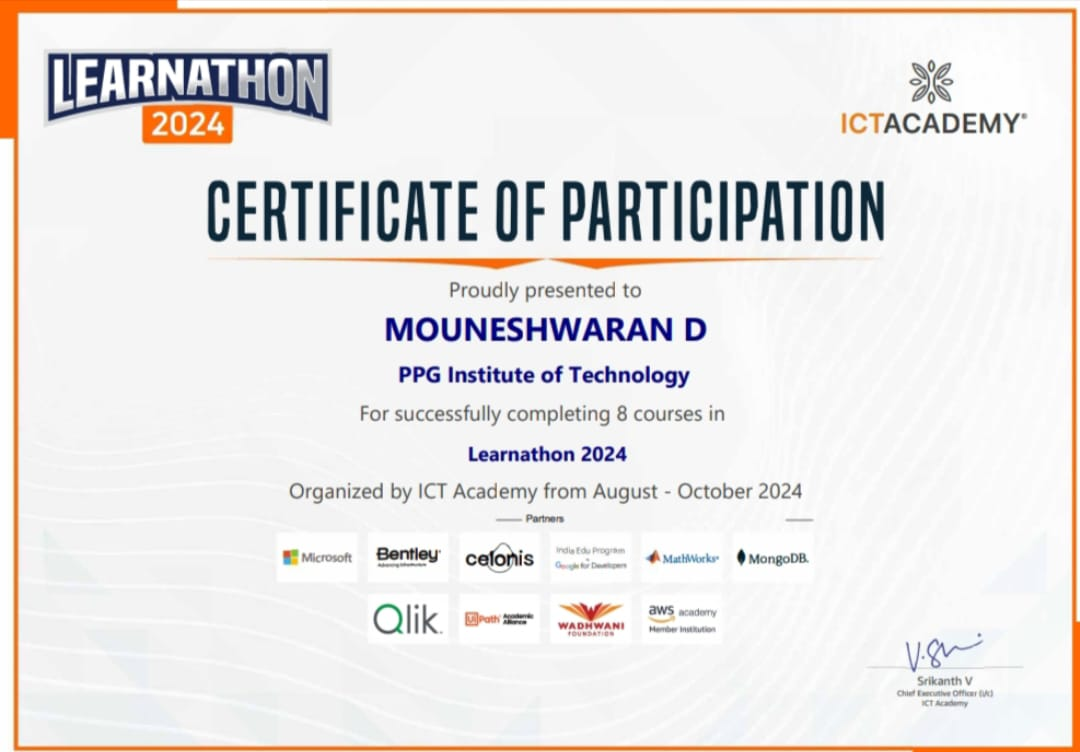 LEARNATHON
2024
ICTACADEMY®
CERTIFICATE OF PARTICIPATION
Proudly presented to
MOUNESHWARAN D
PPG Institute of Technology
For successfully completing 8 courses in
Learnathon 2024
Organized by ICT Academy from August - October 2024
Partners
Microsoft
Bentley®
Advancing Infrastructure
celonis
India Edu Program
Google for Developers
MathWorks®
MongoDB.
Qlik
UiPath Academic
Alliance
WADHWANI
FOUNDATION
aws academy
Member Institution
V.Sri
Srikanth V
Chief Executive Officer (i/c)
ICT Academy